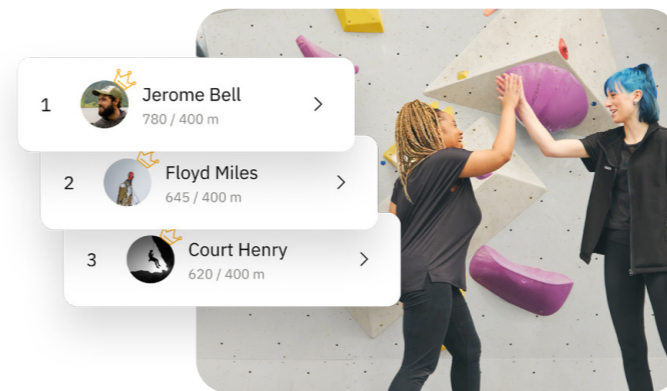 1
Jerome Bell
780 / 400 m
2
Floyd Miles
645 / 400 m
3
Court Henry
620 / 400 m